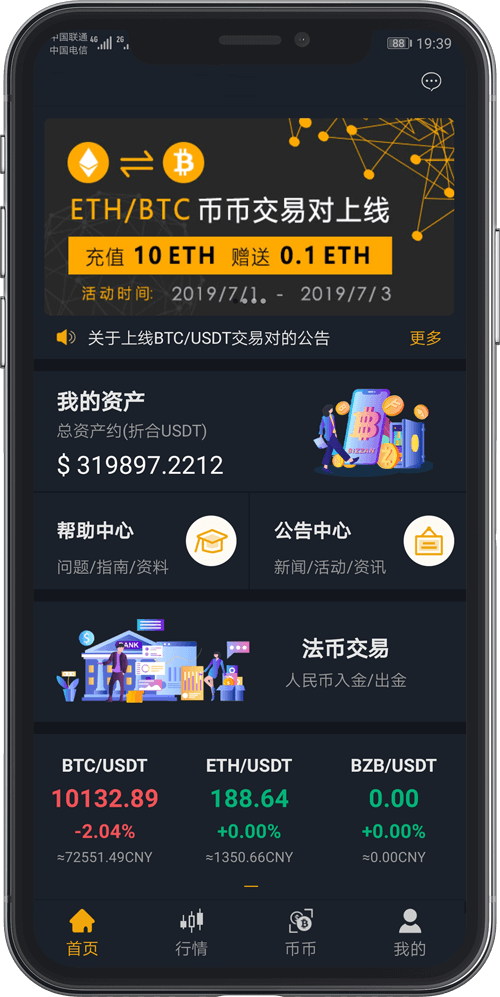 中国联通 4G 2G
中国电信
88 19:39
ETH/BTC 币币交易对上线
充值 10 ETH 赠送 0.1 ETH
活动时间: 2019/7/1 - 2019/7/3
关于上线BTC/USDT交易对的公告 更多
我的资产
总资产约(折合USDT)
$ 319897.2212
帮助中心 公告中心
问题/指南/资料 新闻/活动/资讯
BANK
法币交易
人民币入金/出金
BTC/USDT ETH/USDT BZB/USDT
10132.89 188.64 0.00
-2.04% +0.00% +0.00%
≈72551.49CNY ≈1350.66CNY ≈0.00CNY
首页 行情 币币 我的